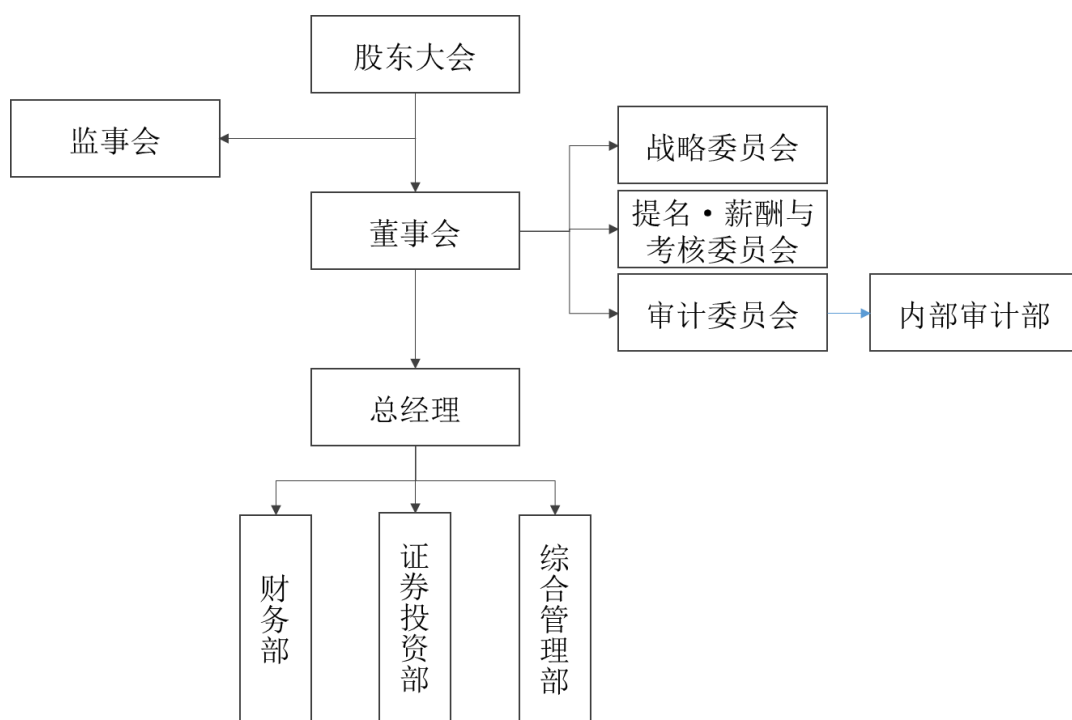 股东大会
监事会
战略委员会
董事会
提名·薪酬与
考核委员会
审计委员会
内部审计部
总经理
财务部
证券投资部
综合管理部